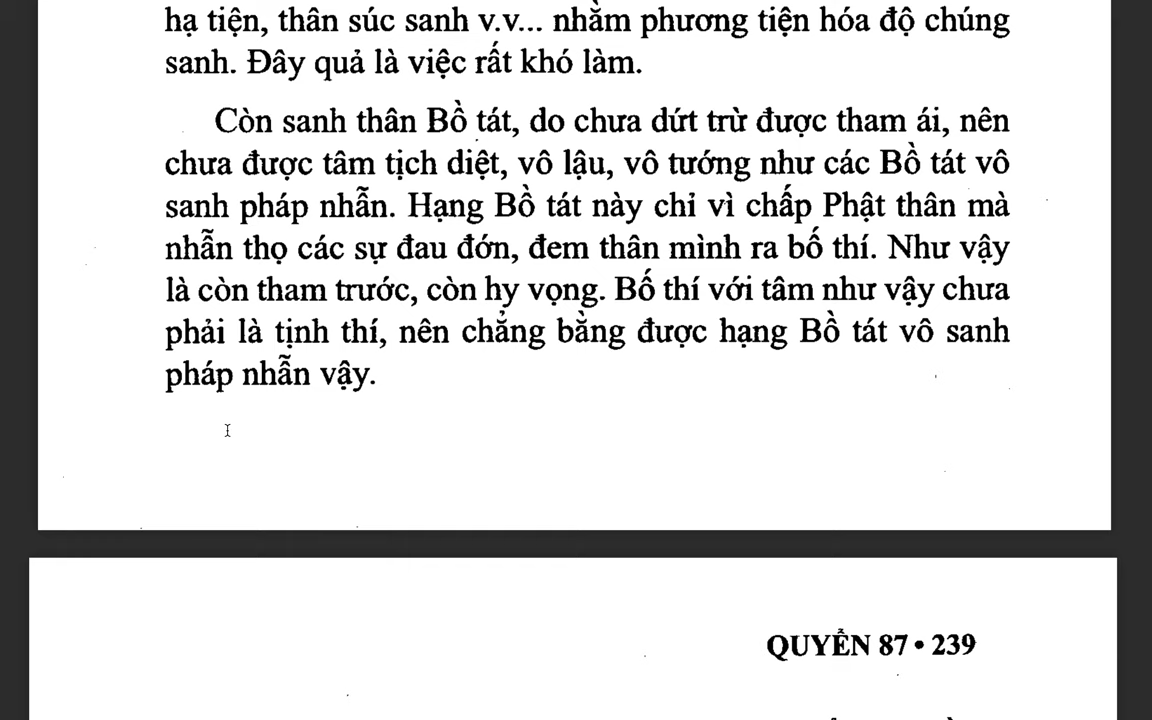 hạ tiện, thân súc sanh v.v... nhằm phương tiện hóa độ chúng
sanh. Đây quả là việc rất khó làm.
Còn sanh thân Bồ tát, do chưa dứt trừ được tham ái, nên
chưa được tâm tịch diệt, vô lậu, vô tướng như các Bồ tát vô
sanh pháp nhẫn. Hạng Bồ tát này chỉ vì chấp Phật thân mà
nhẫn thọ các sự đau đớn, đem thân mình ra bố thí. Như vậy
là còn tham trước, còn hy vọng. Bố thí với tâm như vậy chưa
phải là tịnh thí, nên chẳng bằng được hạng Bồ tát vô sanh
pháp nhẫn vậy.
QUYỂN 87 • 239